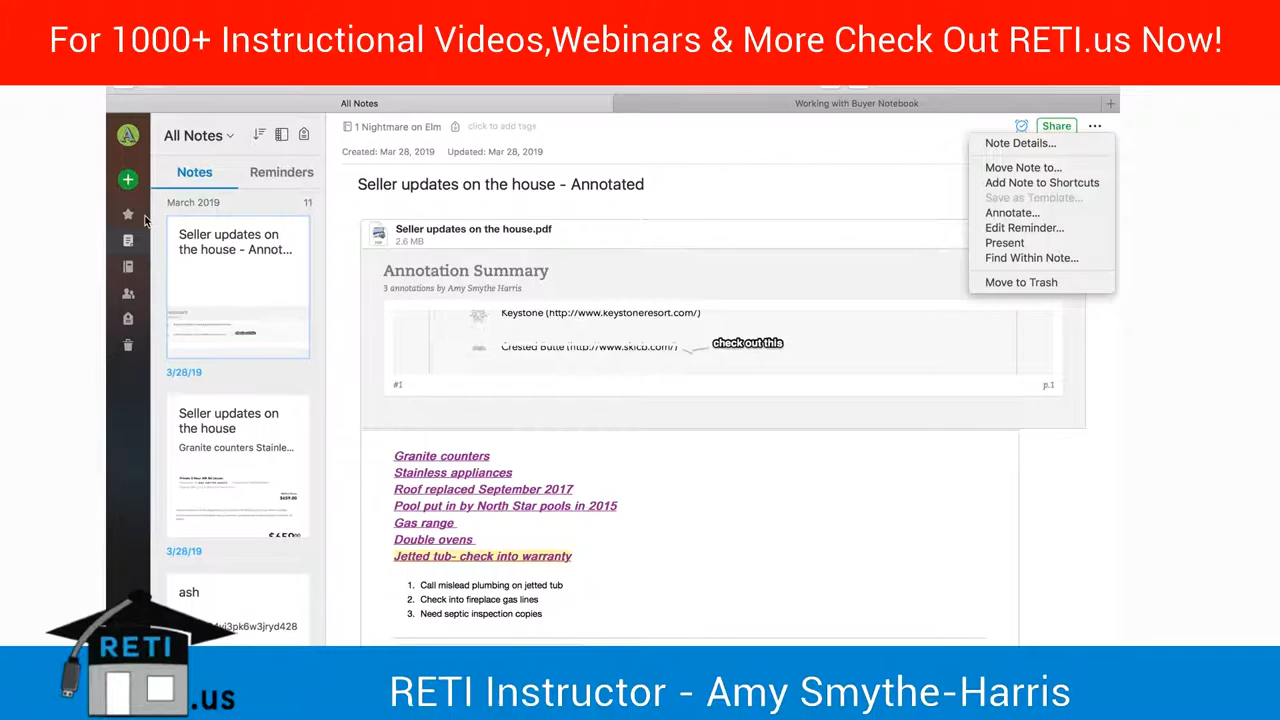 For 1000+ Instructional Videos,Webinars & More Check Out RETI.us Now!
All Notes
Working with Buyer Notebook
All Notes
1 Nightmare on Elm
click to add tags
Share
Created: Mar 28, 2019 Updated: Mar 28, 2019
Notes
Reminders
March 2019
11
Seller updates on
the house - Annot...
3/28/19
Seller updates on
the house
Granite counters Stainle...
$659.00
3/28/19
ash
Seller updates on the house - Annotated
Seller updates on the house.pdf
2.6 MB
Annotation Summary
3 annotations by Amy Smythe Harris
Keystone (http://www.keystoneresort.com/)
Crested Butte (http://www.skicb.com/)
check out this
#1
p.1
Granite counters
Stainless appliances
Roof replaced September 2017
Pool put in by North Star pools in 2015
Gas range
Double ovens
Jetted tub- check into warranty
1. Call mislead plumbing on jetted tub
2. Check into fireplace gas lines
3. Need septic inspection copies
Note Details...
Move Note to...
Add Note to Shortcuts
Save as Template...
Annotate...
Edit Reminder...
Present
Find Within Note...
Move to Trash
RETI
.us
RETI Instructor - Amy Smythe-Harris